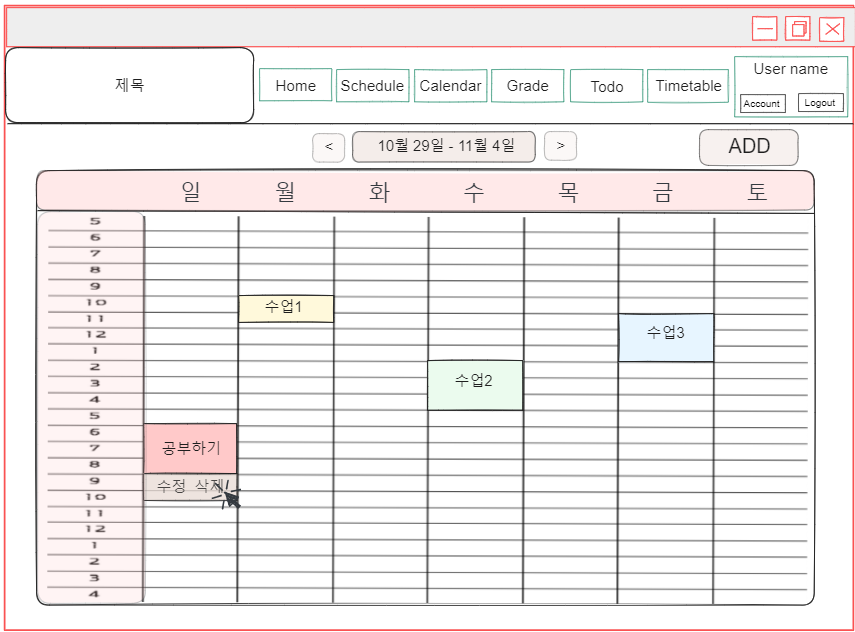 제목
Home
Schedule
Calendar
Grade
Todo
Timetable
User name
Account
Logout
<
10월 29일 - 11월 4일
>
ADD
일 월 화 수 목 금 토
5
6
7
8
9
10
수업1
11
12
수업3
1
2
3
수업2
4
5
6
7
공부하기
8
9
수정 삭제
10
11
12
1
2
3
4